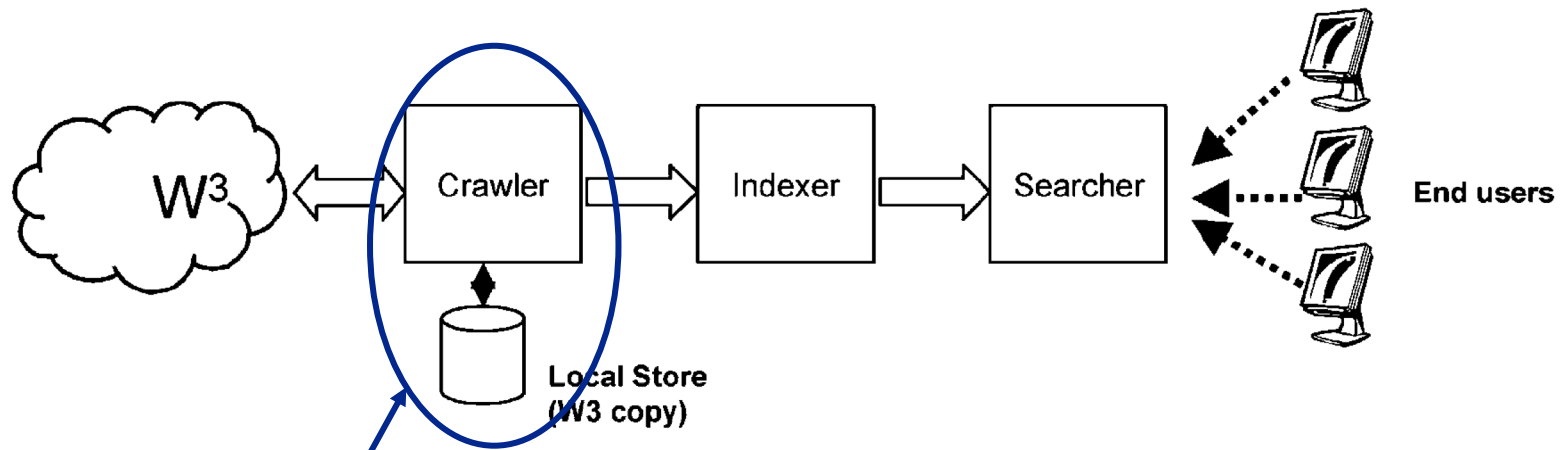 W3
Crawler
Indexer
Searcher
End users
Local Store
(W3 copy)